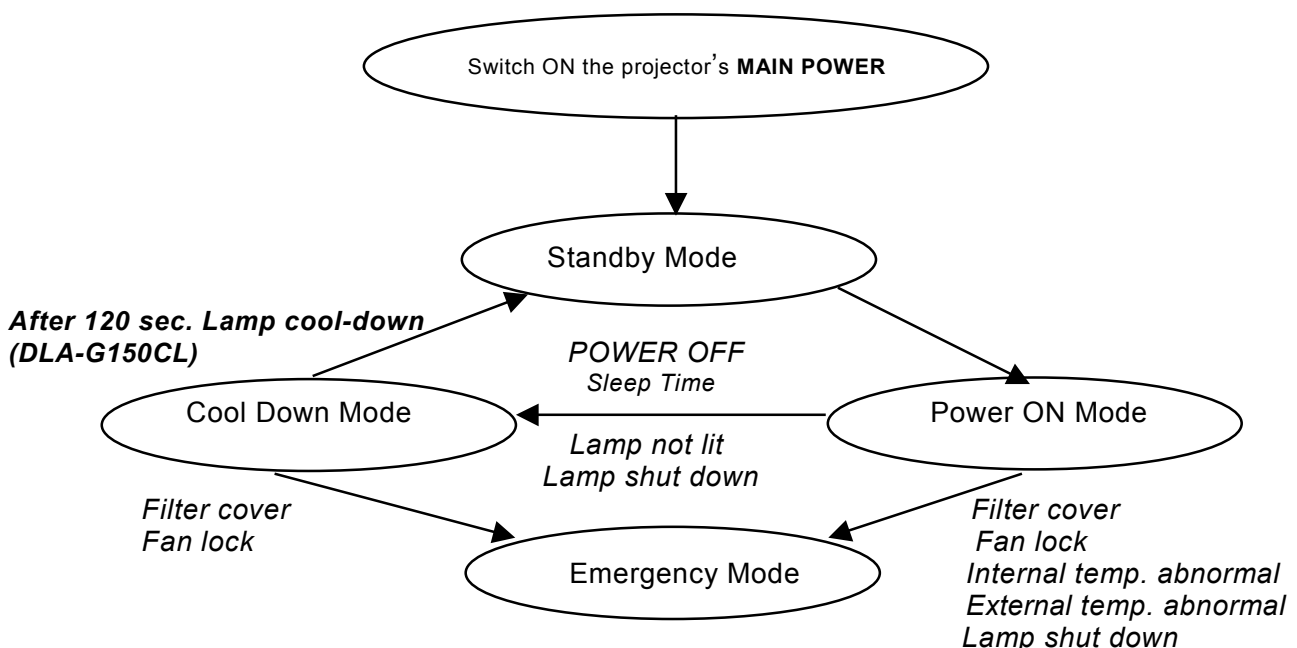 Switch ON the projector's MAIN POWER
Standby Mode
After 120 sec. Lamp cool-down
(DLA-G150CL)
POWER OFF
Sleep Time
Cool Down Mode
Power ON Mode
Lamp not lit
Lamp shut down
Filter cover
Fan lock
Filter cover
Fan lock
Internal temp. abnormal
External temp. abnormal
Lamp shut down
Emergency Mode